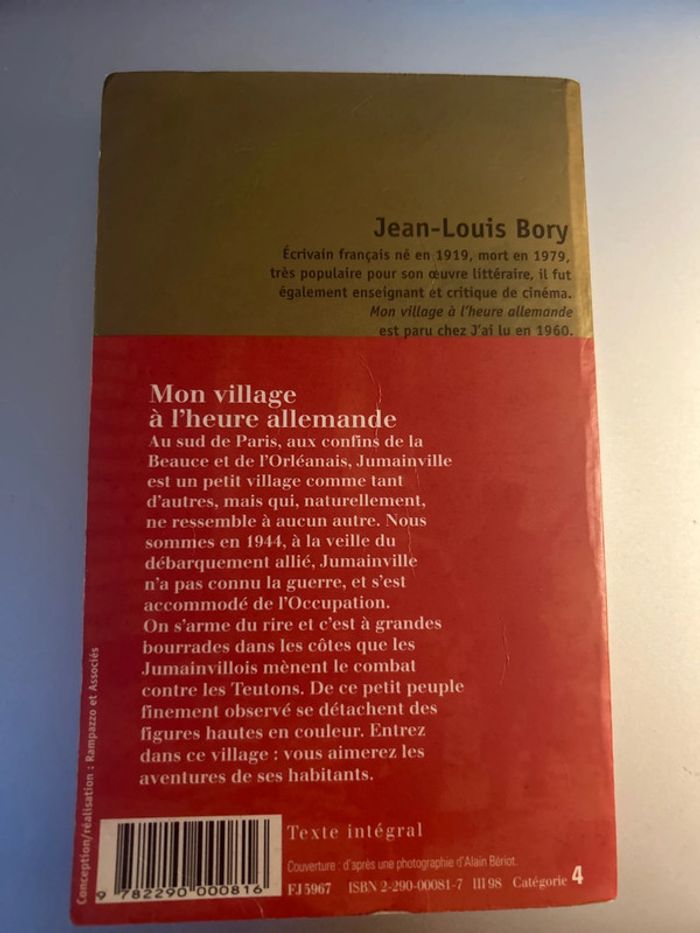 Jean-Louis Bory
Écrivain français né en 1919, mort en 1979,
très populaire pour son œuvre littéraire, il fut
également enseignant et critique de cinéma.
Mon village à l'heure allemande
est paru chez J'ai lu en 1960.
Mon village
à l'heure allemande
Au sud de Paris, aux confins de la
Beauce et de l'Orléanais, Jumainville
est un petit village comme tant
d'autres, mais qui, naturellement,
ne ressemble à aucun autre. Nous
sommes en 1944, à la veille du
débarquement allié, Jumainville
n'a pas connu la guerre, et s'est
accommodé de l'Occupation.
On s'arme du rire et c'est à grandes
bourrades dans les côtes que les
Jumainvillois mènent le combat
contre les Teutons. De ce petit peuple
finement observé se détachent des
figures hautes en couleur. Entrez
dans ce village : vous aimerez les
aventures de ses habitants.
Conception/réalisation : Rampazzo et Associés
9 782290 000816
Texte intégral
Couverture : d'après une photographie d'Alain Bériot.
FJ5967 ISBN 2-290-00081-7 III 98 Catégorie 4